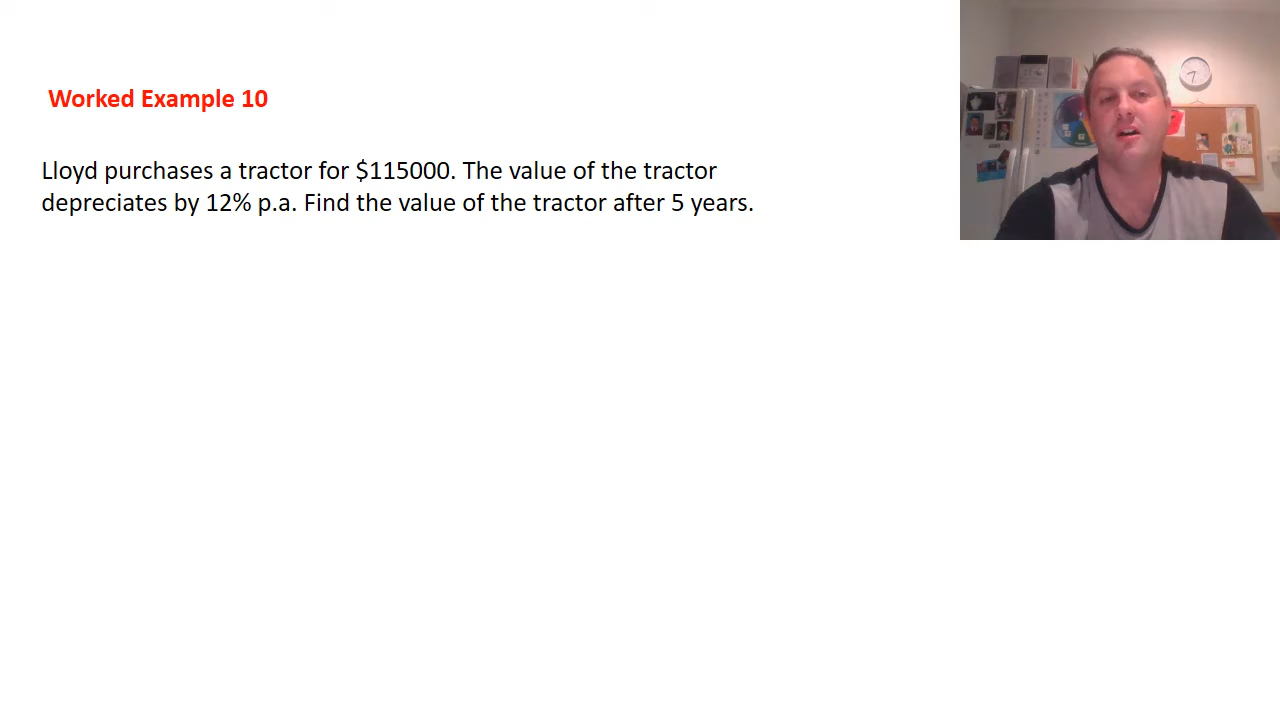 Worked Example 10
Lloyd purchases a tractor for $115000. The value of the tractor
depreciates by 12% p.a. Find the value of the tractor after 5 years.